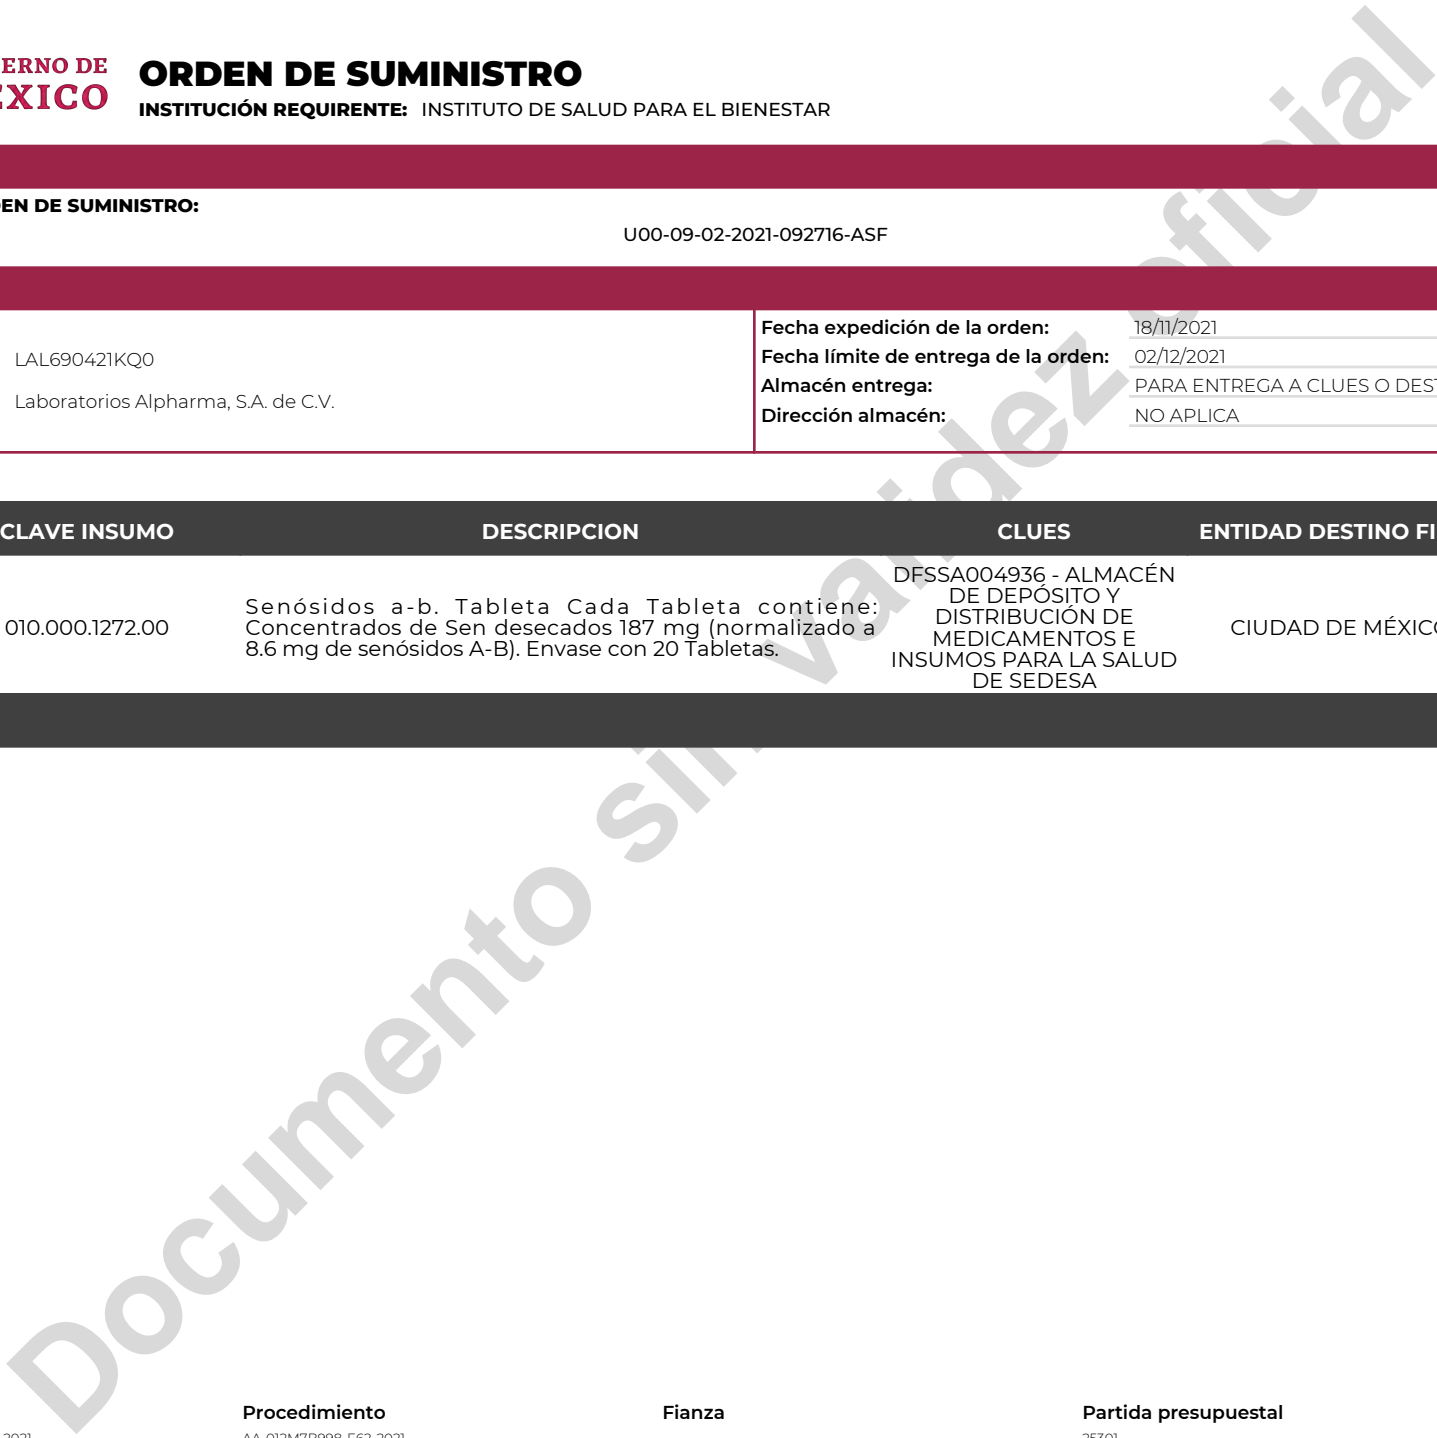 ERNO DE
EXICO
ORDEN DE SUMINISTRO
INSTITUCIÓN REQUIRENTE: INSTITUTO DE SALUD PARA EL BIENESTAR
EN DE SUMINISTRO:
U00-09-02-2021-092716-ASF
LAL690421KQ0
Laboratorios Alpharma, S.A. de C.V.
Fecha expedición de la orden: 18/11/2021
Fecha límite de entrega de la orden: 02/12/2021
Almacén entrega: PARA ENTREGA A CLUES O DEST
Dirección almacén: NO APLICA
CLAVE INSUMO DESCRIPCION CLUES ENTIDAD DESTINO FI
010.000.1272.00
Senósidos a-b. Tableta Cada Tableta contiene:
Concentrados de Sen desecados 187 mg (normalizado a
8.6 mg de senósidos A-B). Envase con 20 Tabletas.
DFSSA004936 - ALMACÉN
DE DEPÓSITO Y
DISTRIBUCIÓN DE
MEDICAMENTOS E
INSUMOS PARA LA SALUD
DE SEDESA
CIUDAD DE MÉXICO
Documento sin validez oficial
Procedimiento Fianza Partida presupuestal